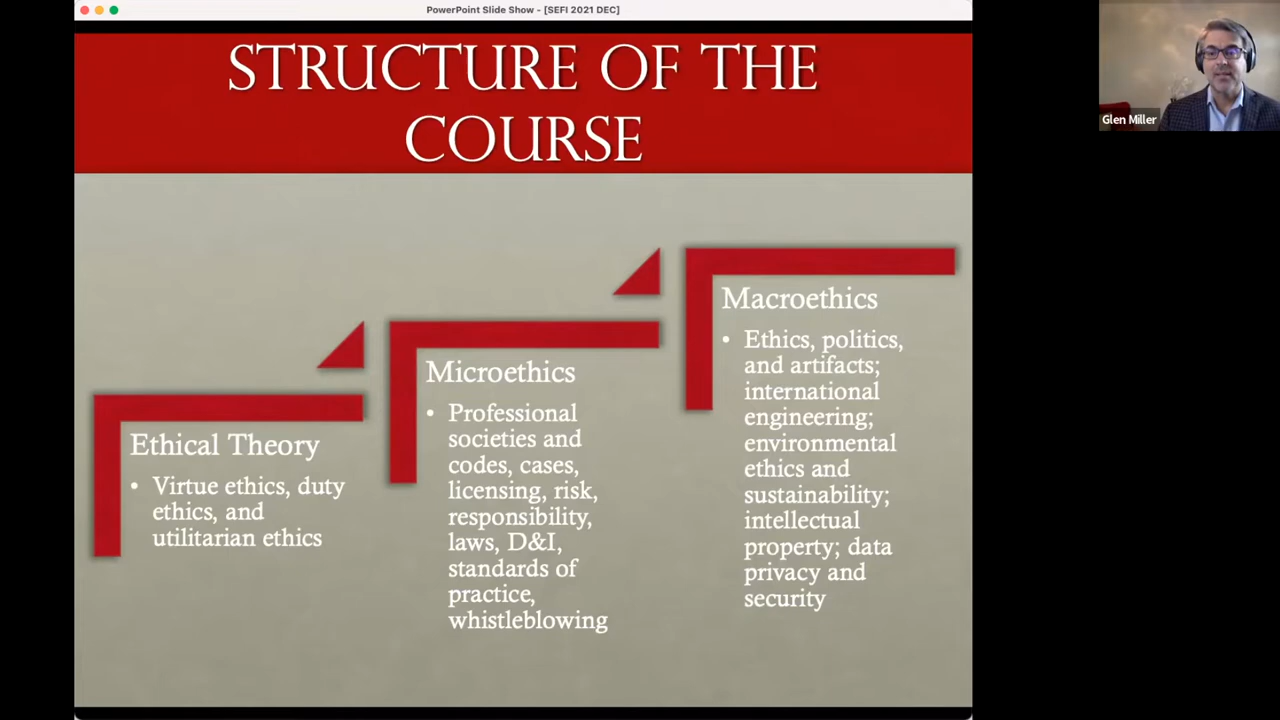 PowerPoint Slide Show - [SEFI 2021 DEC]
STRUCTURE OF THE
COURSE
Ethical Theory
• Virtue ethics, duty
ethics, and
utilitarian ethics
Microethics
• Professional
societies and
codes, cases,
licensing, risk,
responsibility,
laws, D&I,
standards of
practice,
whistleblowing
Macroethics
• Ethics, politics,
and artifacts;
international
engineering;
environmental
ethics and
sustainability;
intellectual
property; data
privacy and
security
Glen Miller